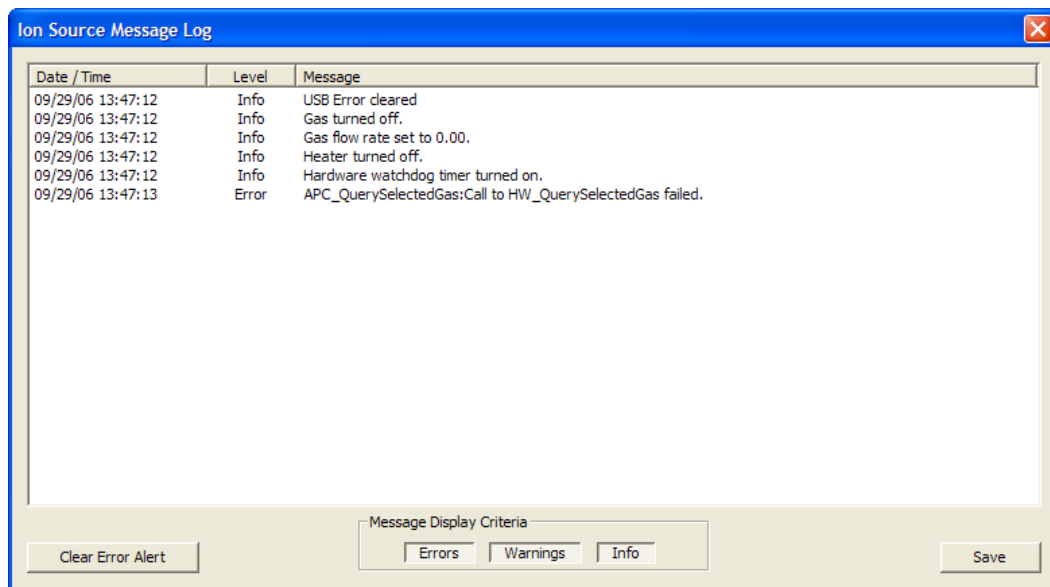 Ion Source Message Log
Date / Time Level Message
09/29/06 13:47:12 Info USB Error cleared
09/29/06 13:47:12 Info Gas turned off.
09/29/06 13:47:12 Info Gas flow rate set to 0.00.
09/29/06 13:47:12 Info Heater turned off.
09/29/06 13:47:12 Info Hardware watchdog timer turned on.
09/29/06 13:47:13 Error APC_QuerySelectedGas:Call to HW_QuerySelectedGas failed.
Message Display Criteria
Clear Error Alert Errors Warnings Info Save